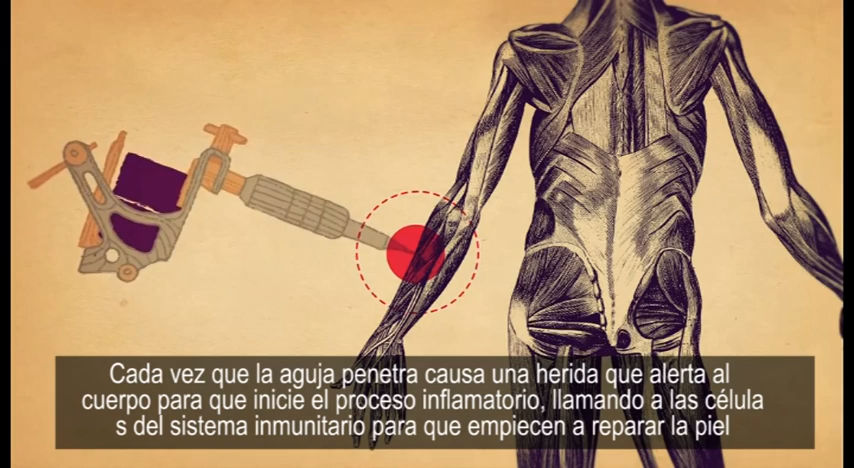 Cada vez que la aguja penetra causa una herida que alerta al
cuerpo para que inicie el proceso inflamatorio, llamando a las célula
s del sistema inmunitario para que empiecen a reparar la piel